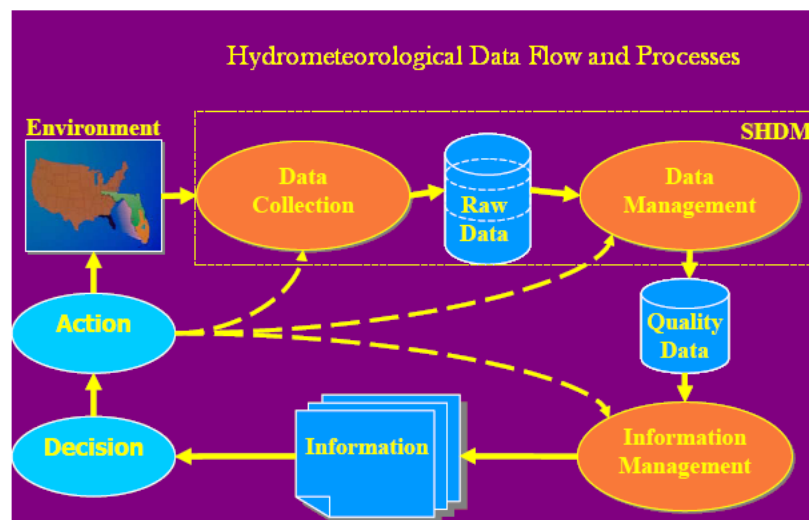 Hydrometeorological Data Flow and Processes
Environment
SHDM
Data
Collection
Raw
Data
Data
Management
Action
Quality
Data
Decision
Information
Information
Management